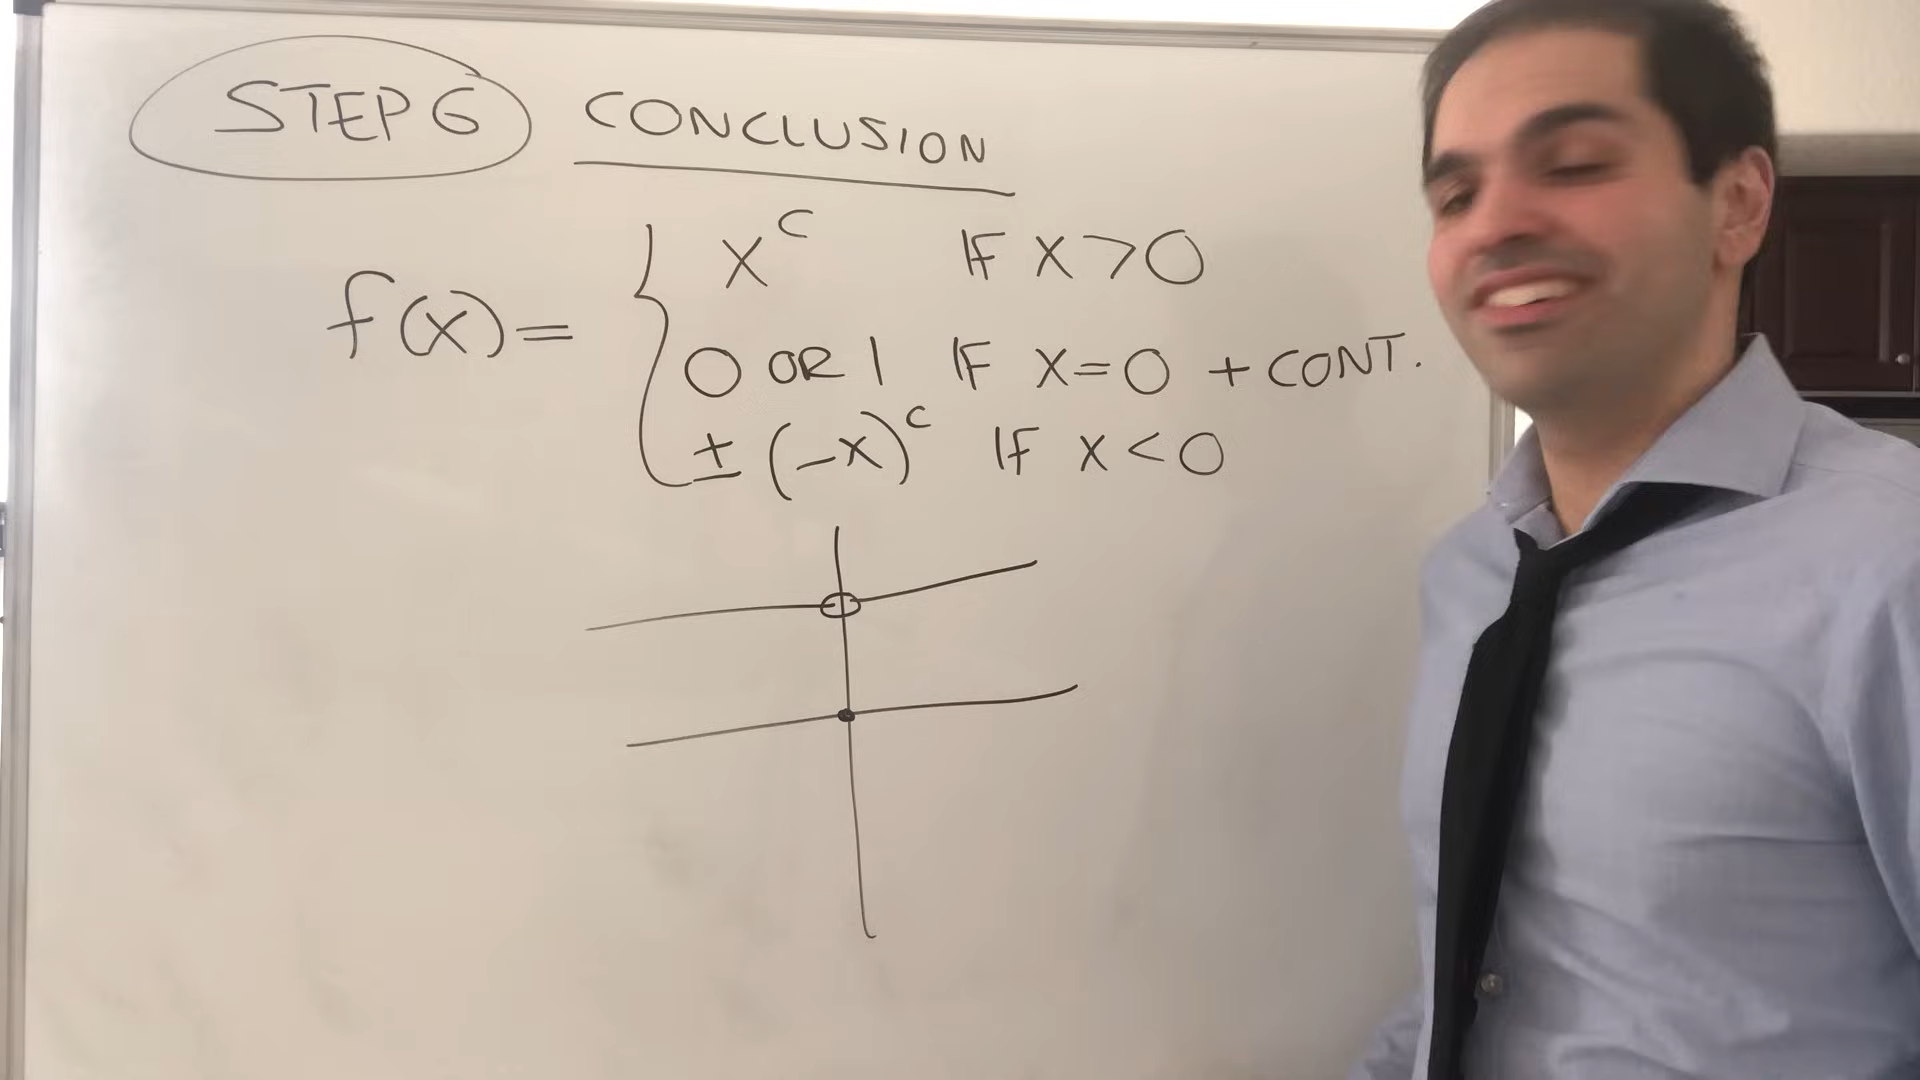 STEP 6 CONCLUSION
f(x) = { x^c IF x > 0
0 OR 1 IF x = 0 + CONT.
± (-x)^c IF x < 0